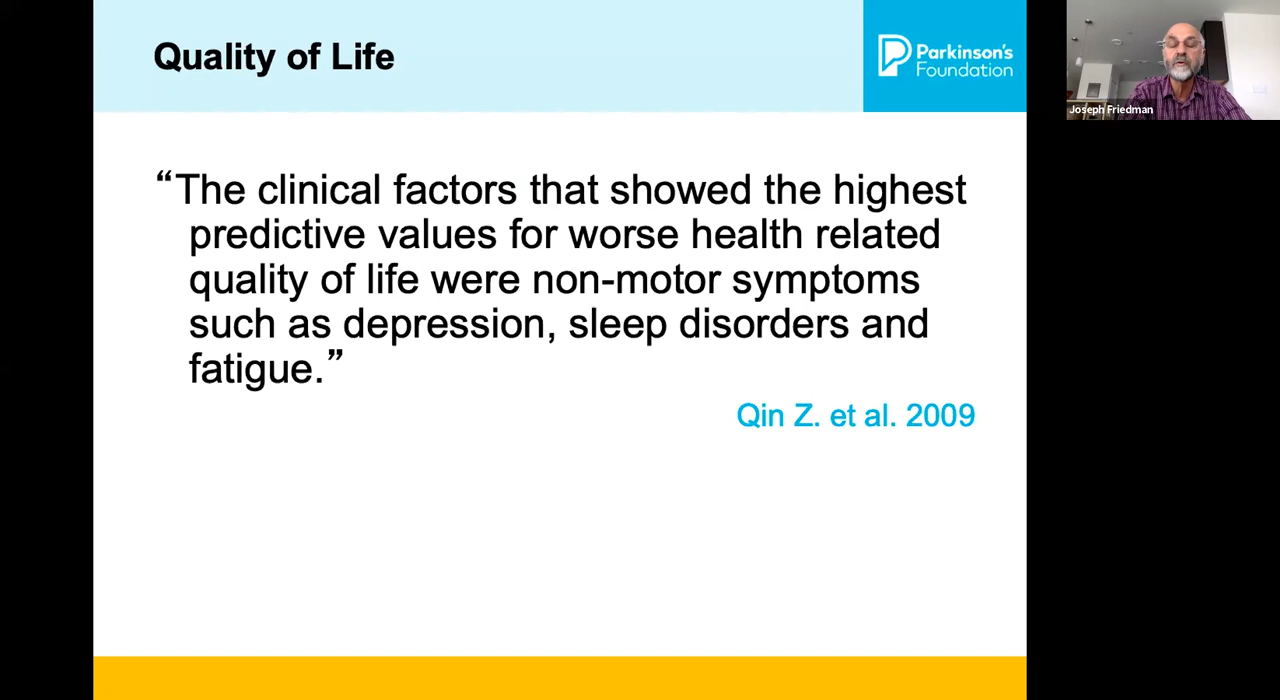 Quality of Life
Parkinson's
Foundation
Joseph Friedman
“The clinical factors that showed the highest
predictive values for worse health related
quality of life were non-motor symptoms
such as depression, sleep disorders and
fatigue.”
Qin Z. et al. 2009